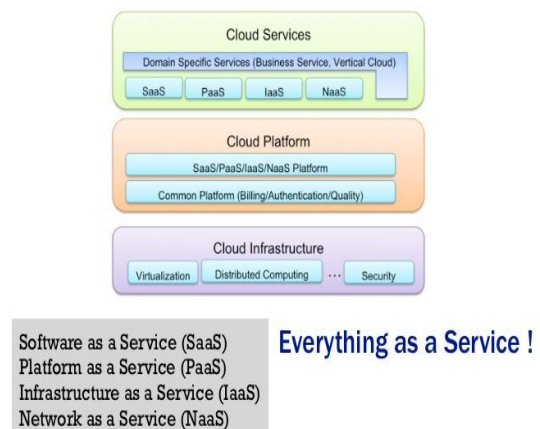 Cloud Services
Domain Specific Services (Business Service, Vertical Cloud)
SaaS PaaS IaaS NaaS
Cloud Platform
SaaS/PaaS/IaaS/NaaS Platform
Common Platform (Billing/Authentication/Quality)
Cloud Infrastructure
Virtualization Distributed Computing ... Security
Software as a Service (SaaS)
Platform as a Service (PaaS)
Infrastructure as a Service (IaaS)
Network as a Service (NaaS)
Everything as a Service !